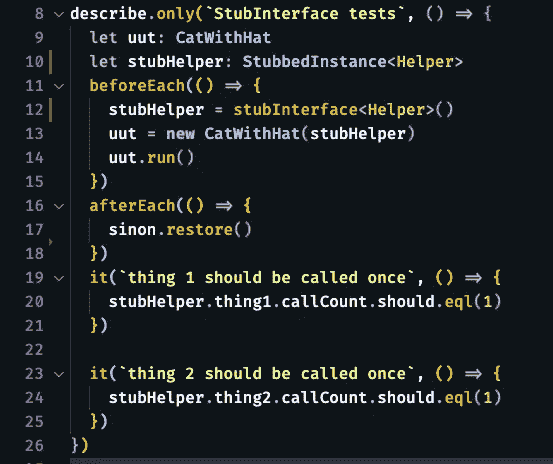 8 describe.only(`StubInterface tests`, () => {
9 let uut: CatWithHat
10 let stubHelper: StubbedInstance<Helper>
11 beforeEach(() => {
12 stubHelper = stubInterface<Helper>()
13 uut = new CatWithHat(stubHelper)
14 uut.run()
15 })
16 afterEach(() => {
17 sinon.restore()
18 })
19 it(`thing 1 should be called once`, () => {
20 stubHelper.thing1.callCount.should.eql(1)
21 })
22
23 it(`thing 2 should be called once`, () => {
24 stubHelper.thing2.callCount.should.eql(1)
25 })
26 })